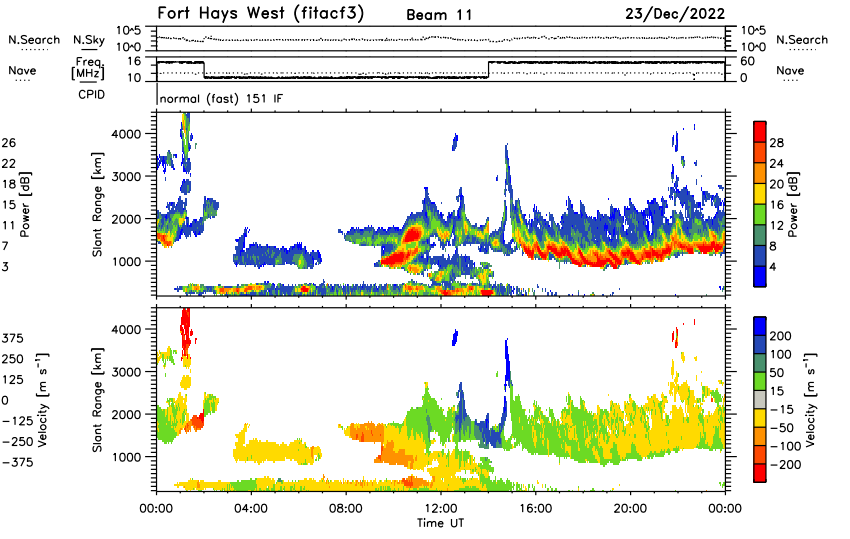 Fort Hays West (fitacf3) Beam 11 23/Dec/2022
N.Search N.Sky 10^5 10^0 10^5 10^0 N.Search
Nave Freq. [MHz] 16 10 60 0 Nave
CPID normal (fast) 151 IF
26 22 18 15 11 7 3
Power [dB]
Slant Range [km]
4000 3000 2000 1000
28 24 20 16 12 8 4
Power [dB]
375 250 125 0 −125 −250 −375
Velocity [m s⁻¹]
Slant Range [km]
4000 3000 2000 1000
200 100 50 15 −15 −50 −100 −200
Velocity [m s⁻¹]
00:00 04:00 08:00 12:00 16:00 20:00 00:00
Time UT